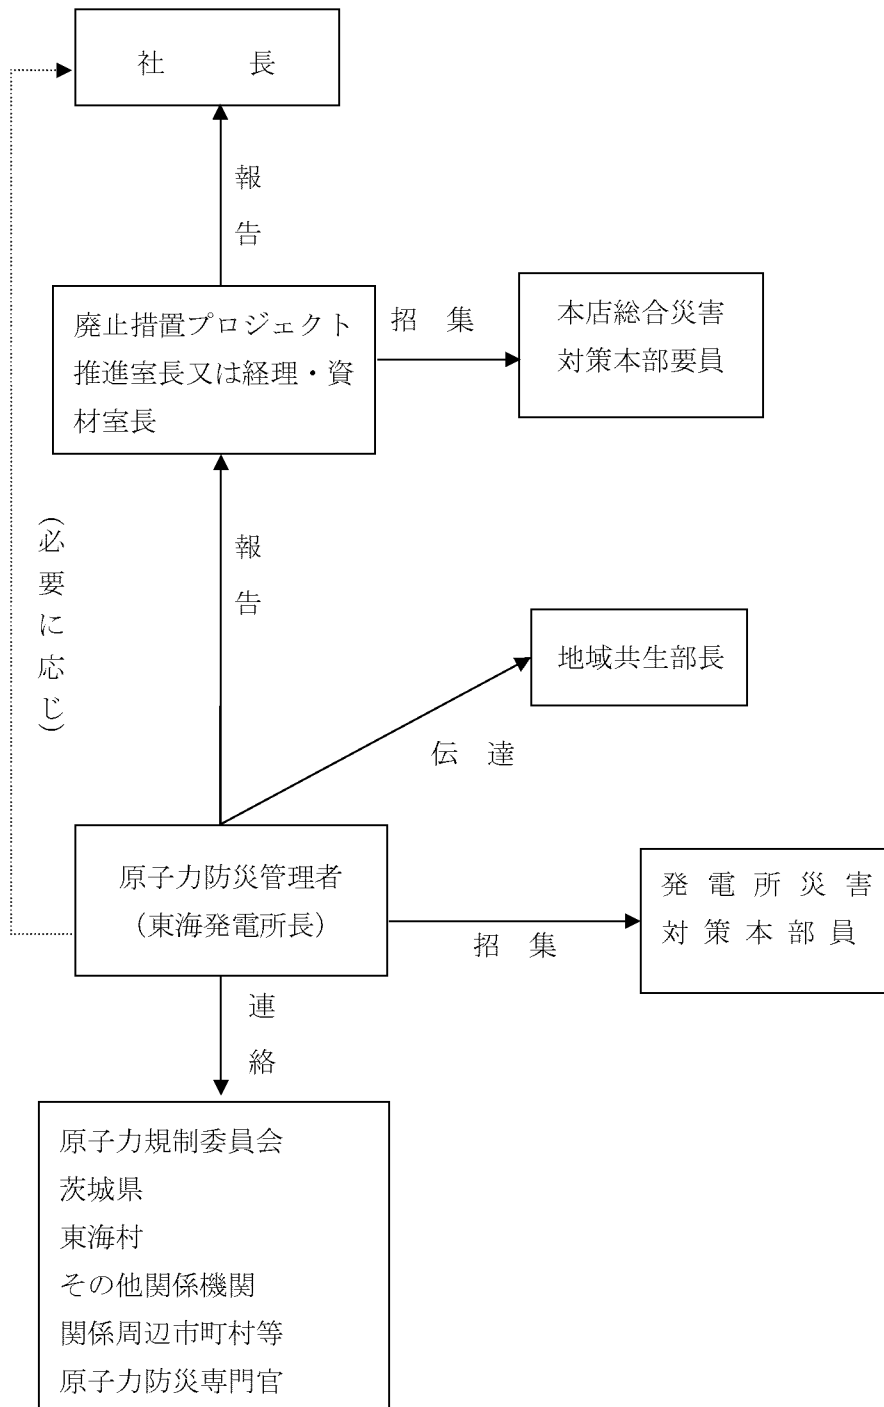 社　　　長
報告
廃止措置プロジェクト
推進室長又は経理・資
材室長
招　集
本店総合災害
対策本部要員
(必要に応じ)
報告
地域共生部長
伝　達
原子力防災管理者
（東海発電所長）
招　集
発 電 所 災 害
対 策 本 部 員
連絡
原子力規制委員会
茨城県
東海村
その他関係機関
関係周辺市町村等
原子力防災専門官